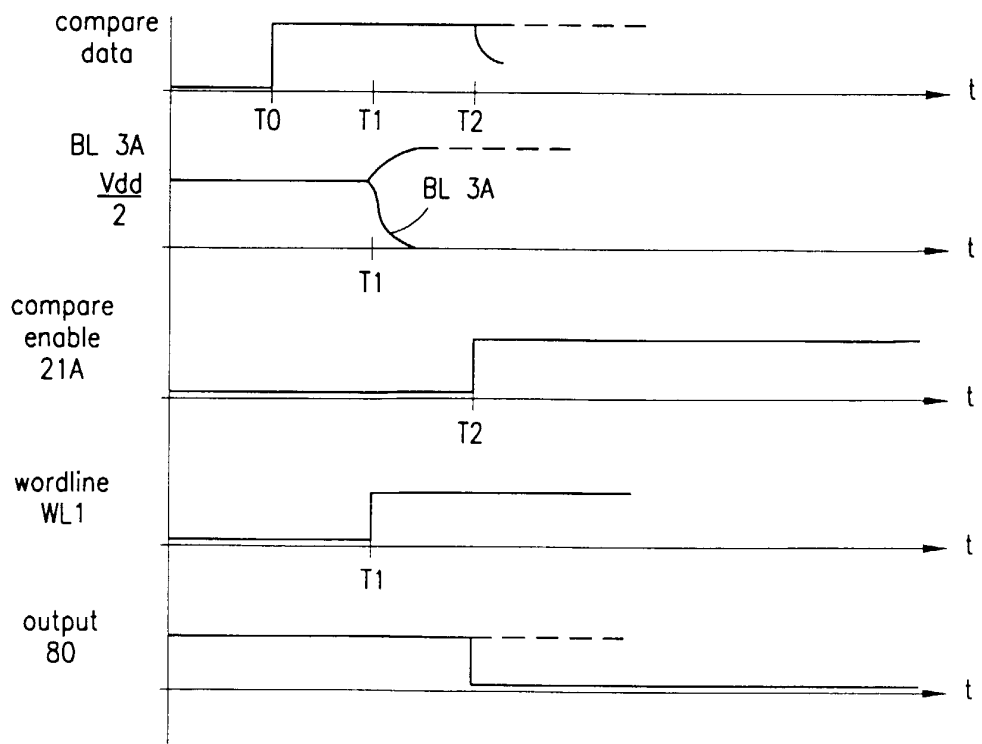 compare
data
t
T0 T1 T2
BL 3A
Vdd
2
BL 3A
t
T1
compare
enable
21A
t
T2
wordline
WL1
t
T1
output
80
t